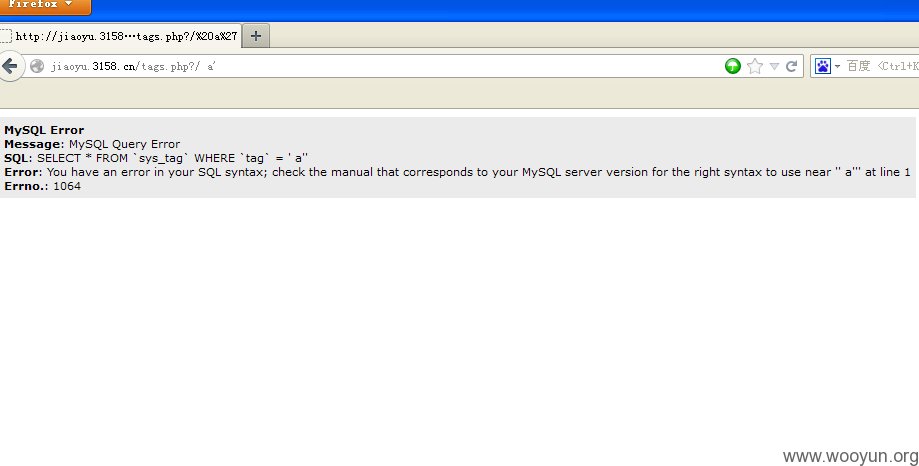 Firefox
http://jiaoyu.3158···tags.php?/%20a%27
jiaoyu.3158.cn/tags.php?/ a'
百度 <Ctrl+K
MySQL Error
Message: MySQL Query Error
SQL: SELECT * FROM `sys_tag` WHERE `tag` = ' a''
Error: You have an error in your SQL syntax; check the manual that corresponds to your MySQL server version for the right syntax to use near '' a''' at line 1
Errno.: 1064
www.wooyun.org